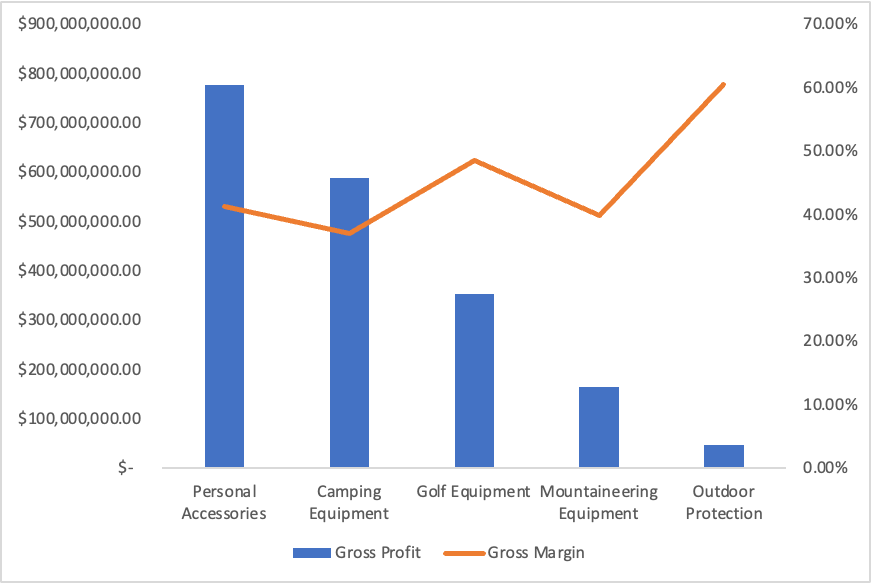 $900,000,000.00
$800,000,000.00
$700,000,000.00
$600,000,000.00
$500,000,000.00
$400,000,000.00
$300,000,000.00
$200,000,000.00
$100,000,000.00
$-
70.00%
60.00%
50.00%
40.00%
30.00%
20.00%
10.00%
0.00%
Personal
Accessories
Camping
Equipment
Golf Equipment
Mountaineering
Equipment
Outdoor
Protection
Gross Profit
Gross Margin